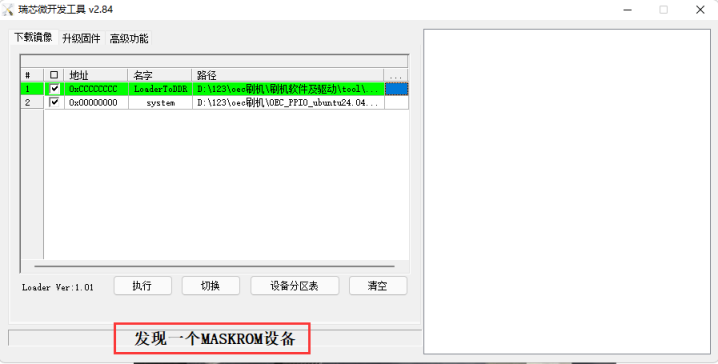 瑞芯微开发工具 v2.84
下载镜像 升级固件 高级功能
# 地址 名字 路径 ...
1 0xCCCCCCCC LoaderToDDR D:\123\oec刷机\刷机软件及驱动\tool\...
2 0x00000000 system D:\123\oec刷机\OEC_PPIO_ubuntu24.04...
Loader Ver:1.01 执行 切换 设备分区表 清空
发现一个MASKROM设备